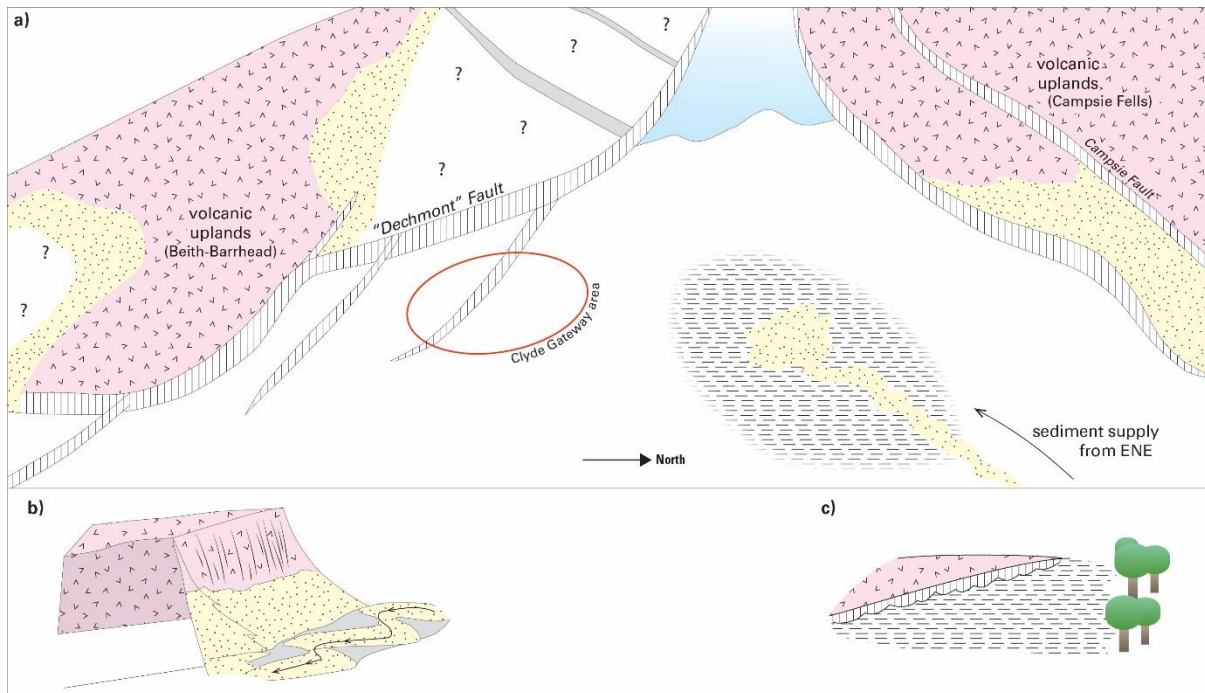 a)
?
?
?
?
volcanic
uplands
(Campsie Fells)
Campsie Fault
"Dechmont" Fault
volcanic
uplands
(Beith-Barrhead)
?
?
Clyde Gateway area
sediment supply
from ENE
North
b)
c)